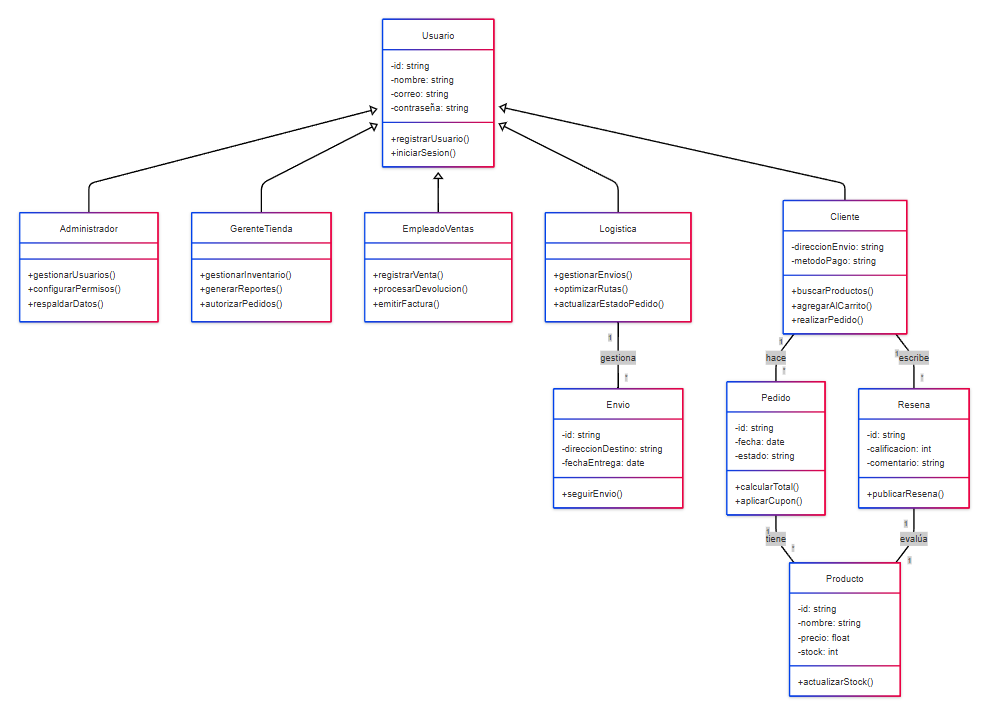 Usuario
-id: string
-nombre: string
-correo: string
-contraseña: string
+registrarUsuario()
+iniciarSesion()
Administrador
+gestionarUsuarios()
+configurarPermisos()
+respaldarDatos()
GerenteTienda
+gestionarInventario()
+generarReportes()
+autorizarPedidos()
EmpleadoVentas
+registrarVenta()
+procesarDevolucion()
+emitirFactura()
Logistica
+gestionarEnvios()
+optimizarRutas()
+actualizarEstadoPedido()
Cliente
-direccionEnvio: string
-metodoPago: string
+buscarProductos()
+agregarAlCarrito()
+realizarPedido()
1
gestiona
1
hace
1
escribe
Envio
-id: string
-direccionDestino: string
-fechaEntrega: date
+seguirEnvio()
Pedido
-id: string
-fecha: date
-estado: string
+calcularTotal()
+aplicarCupon()
Resena
-id: string
-calificacion: int
-comentario: string
+publicarResena()
1
tiene
1
evalúa
1
Producto
-id: string
-nombre: string
-precio: float
-stock: int
+actualizarStock()